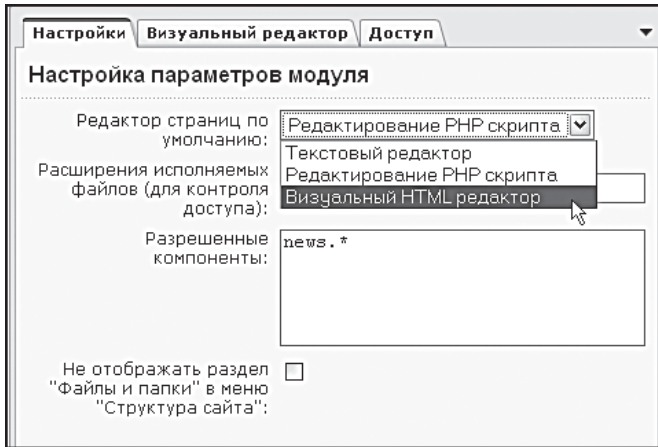 Настройки Визуальный редактор Доступ
Настройка параметров модуля
Редактор страниц по
умолчанию:
Редактирование PHP скрипта
Текстовый редактор
Редактирование PHP скрипта
Визуальный HTML редактор
Расширения исполняемых
файлов (для контроля
доступа):
Разрешенные
компоненты:
news.*
Не отображать раздел
"Файлы и папки" в меню
"Структура сайта":